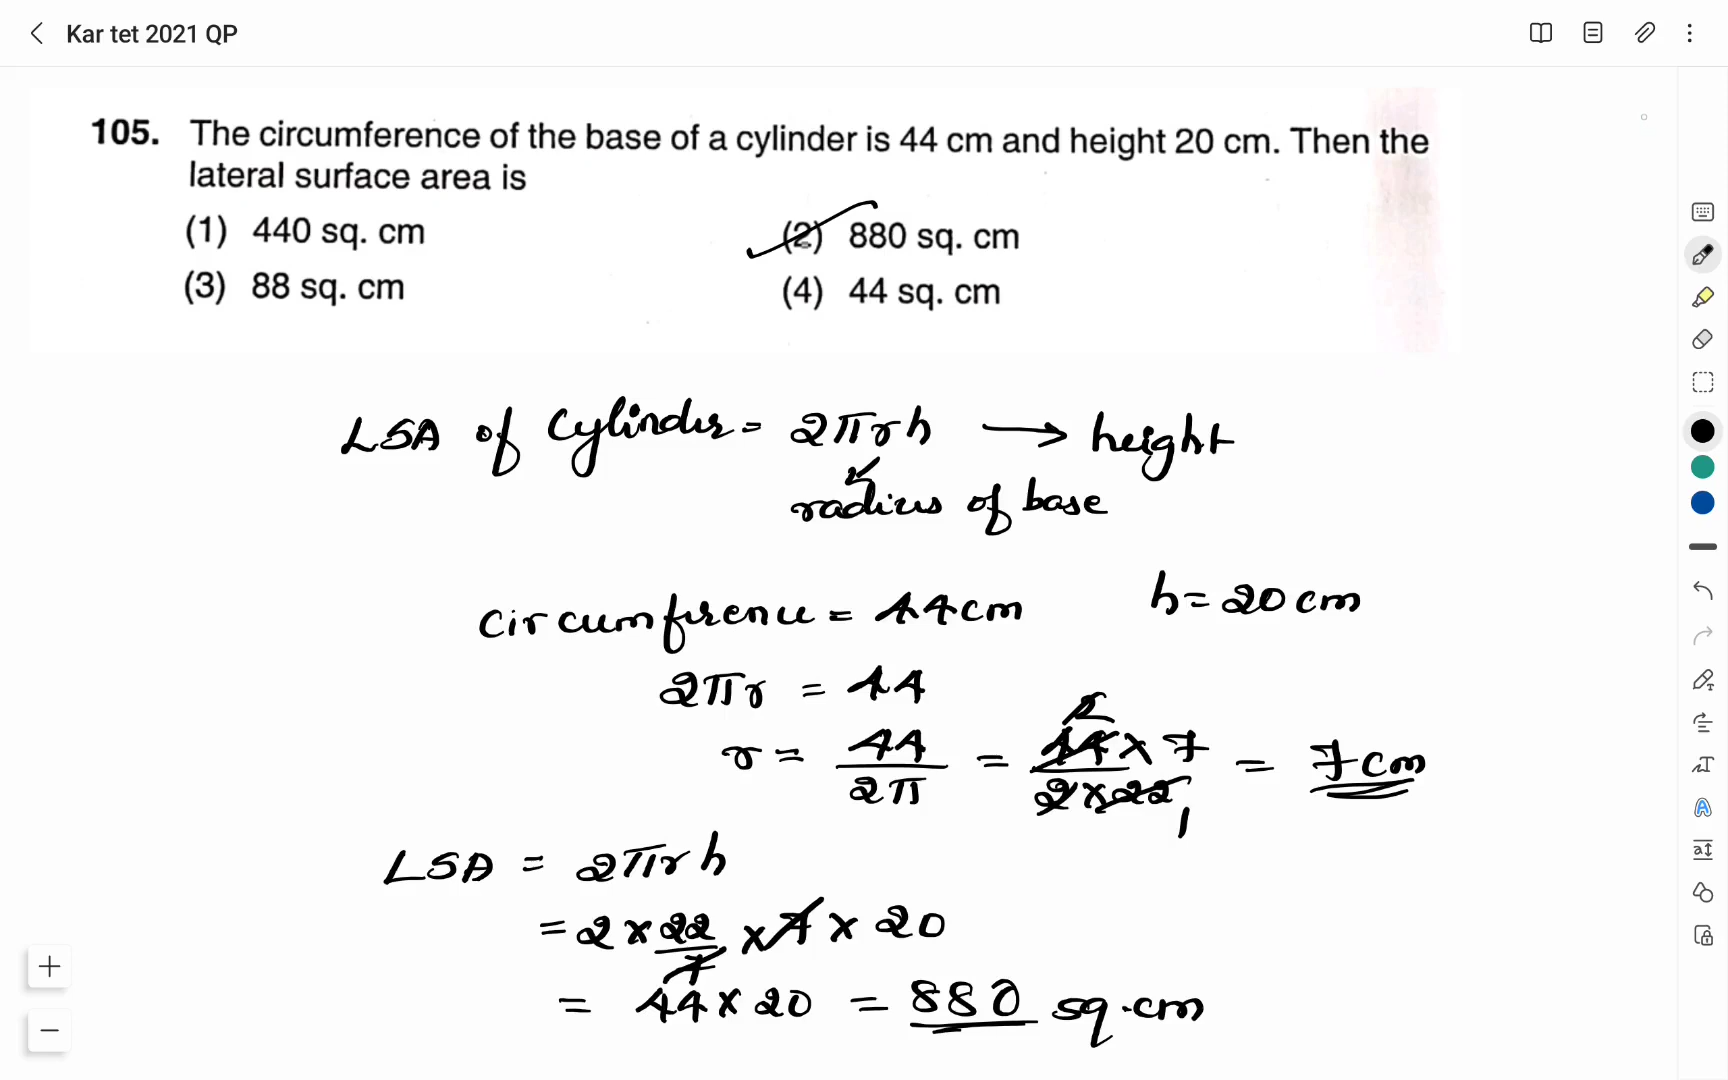 Kar tet 2021 QP
105. The circumference of the base of a cylinder is 44 cm and height 20 cm. Then the
lateral surface area is
(1) 440 sq. cm (2) 880 sq. cm
(3) 88 sq. cm (4) 44 sq. cm
LSA of Cylinder = 2πrh → height
radius of base
circumference = 44cm h = 20 cm
2πr = 44
r = 44/2π = 44 × 7/2 × 22 = 7cm
2
1
LSA = 2πrh
= 2 × 22/7 × 7 × 20
= 44 × 20 = 880 sq.cm